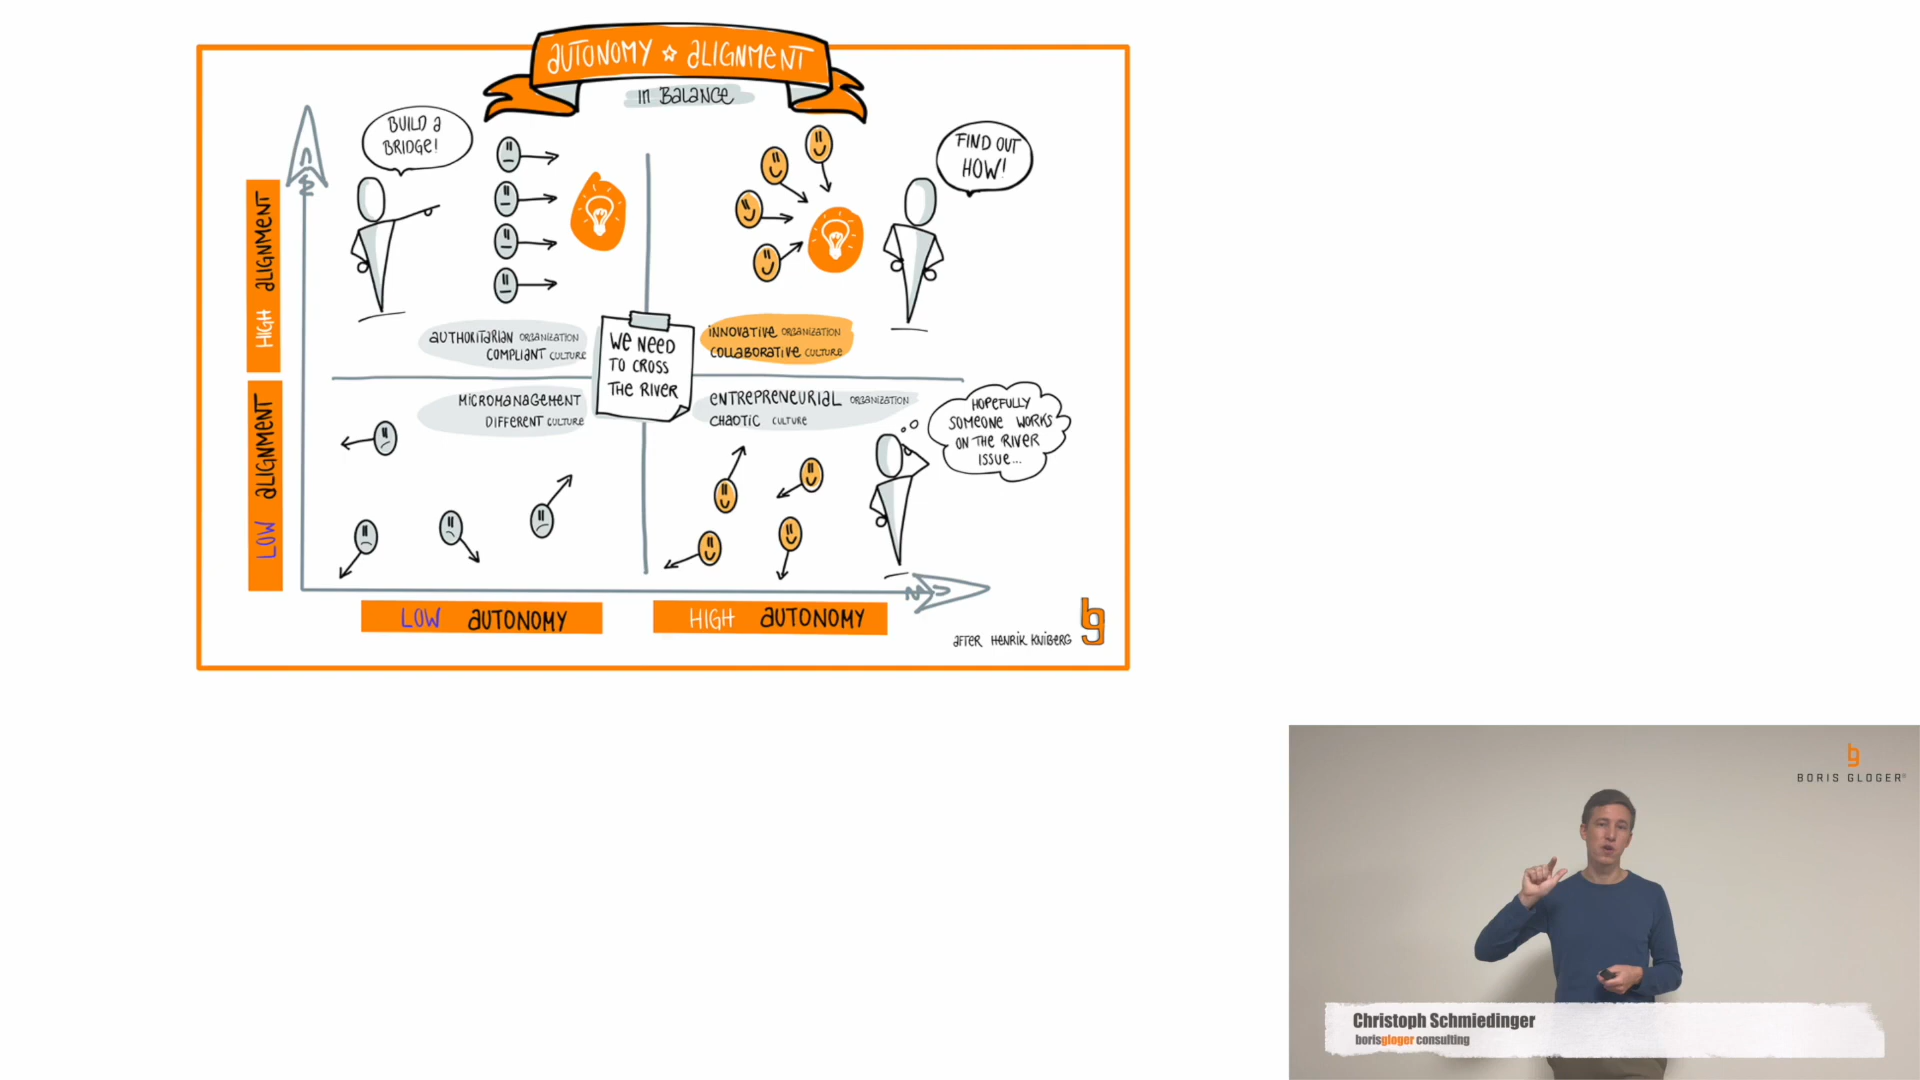 AUTONOMY ☆ ALIGNMENT
IN BALANCE
BUILD A
BRIDGE!
FIND OUT
HOW!
HIGH ALIGNMENT
AUTHORITARIAN ORGANIZATION
COMPLIANT CULTURE
WE NEED
TO CROSS
THE RIVER
INNOVATIVE ORGANIZATION
COLLABORATIVE CULTURE
MICROMANAGEMENT
DIFFERENT CULTURE
ENTREPRENEURIAL ORGANIZATION
CHAOTIC CULTURE
HOPEFULLY
SOMEONE WORKS
ON THE RIVER
ISSUE...
LOW ALIGNMENT
LOW AUTONOMY
HIGH AUTONOMY
AFTER HENRIK KNIBERG
bg
bg
BORIS GLOGER®
Christoph Schmiedinger
borisgloger consulting